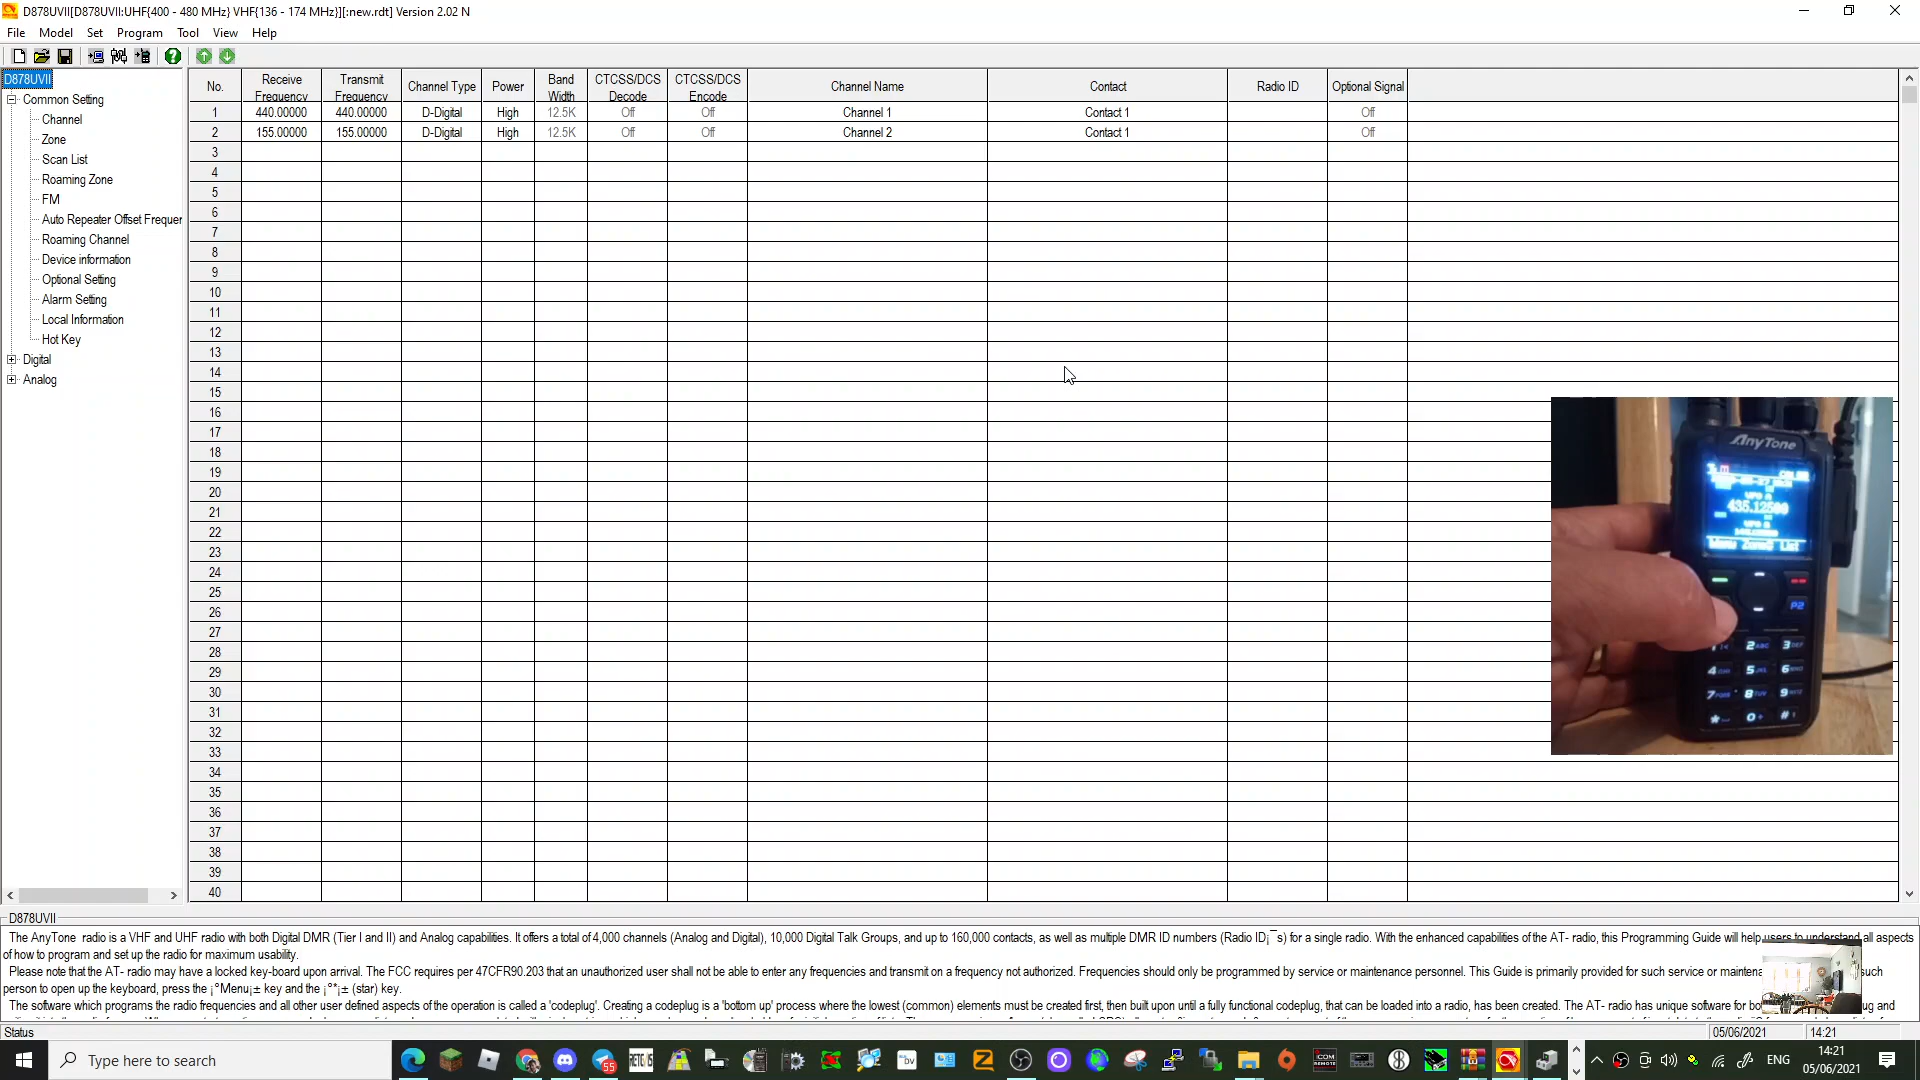 D878UVII[D878UVII:UHF{400 - 480 MHz} VHF{136 - 174 MHz}][:new.rdt] Version 2.02 N
File Model Set Program Tool View Help
D878UVII
Common Setting
Channel
Zone
Scan List
Roaming Zone
FM
Auto Repeater Offset Frequer
Roaming Channel
Device information
Optional Setting
Alarm Setting
Local Information
Hot Key
Digital
Analog
No. Receive Frequency Transmit Frequency Channel Type Power Band Width CTCSS/DCS Decode CTCSS/DCS Encode Channel Name Contact Radio ID Optional Signal
1 440.00000 440.00000 D-Digital High 12.5K Off Off Channel 1 Contact 1 Off
2 155.00000 155.00000 D-Digital High 12.5K Off Off Channel 2 Contact 1 Off
3
4
5
6
7
8
9
10
11
12
13
14
15
16
17
18
19
20
21
22
23
24
25
26
27
28
29
30
31
32
33
34
35
36
37
38
39
40
AnyTone
435.12500
P2
2ABC 3DEF
4 5 6
7 8 9
* 0 #
D878UVII
The AnyTone radio is a VHF and UHF radio with both Digital DMR (Tier I and II) and Analog capabilities. It offers a total of 4,000 channels (Analog and Digital), 10,000 Digital Talk Groups, and up to 160,000 contacts, as well as multiple DMR ID numbers (Radio ID¡¯s) for a single radio. With the enhanced capabilities of the AT- radio, this Programming Guide will help users to understand all aspects
of how to program and set up the radio for maximum usability.
Please note that the AT- radio may have a locked key-board upon arrival. The FCC requires per 47CFR90.203 that an unauthorized user shall not be able to enter any frequencies and transmit on a frequency not authorized. Frequencies should only be programmed by service or maintenance personnel. This Guide is primarily provided for such service or maintena such
person to open up the keyboard, press the ¡°Menu¡± key and the ¡°*¡± (star) key.
The software which programs the radio frequencies and all other user defined aspects of the operation is called a 'codeplug'. Creating a codeplug is a 'bottom up' process where the lowest (common) elements must be created first, then built upon until a fully functional codeplug, that can be loaded into a radio, has been created. The AT- radio has unique software for bo ug and
Status 05/06/2021 14:21
Type here to search
55
ENG
14:21
05/06/2021